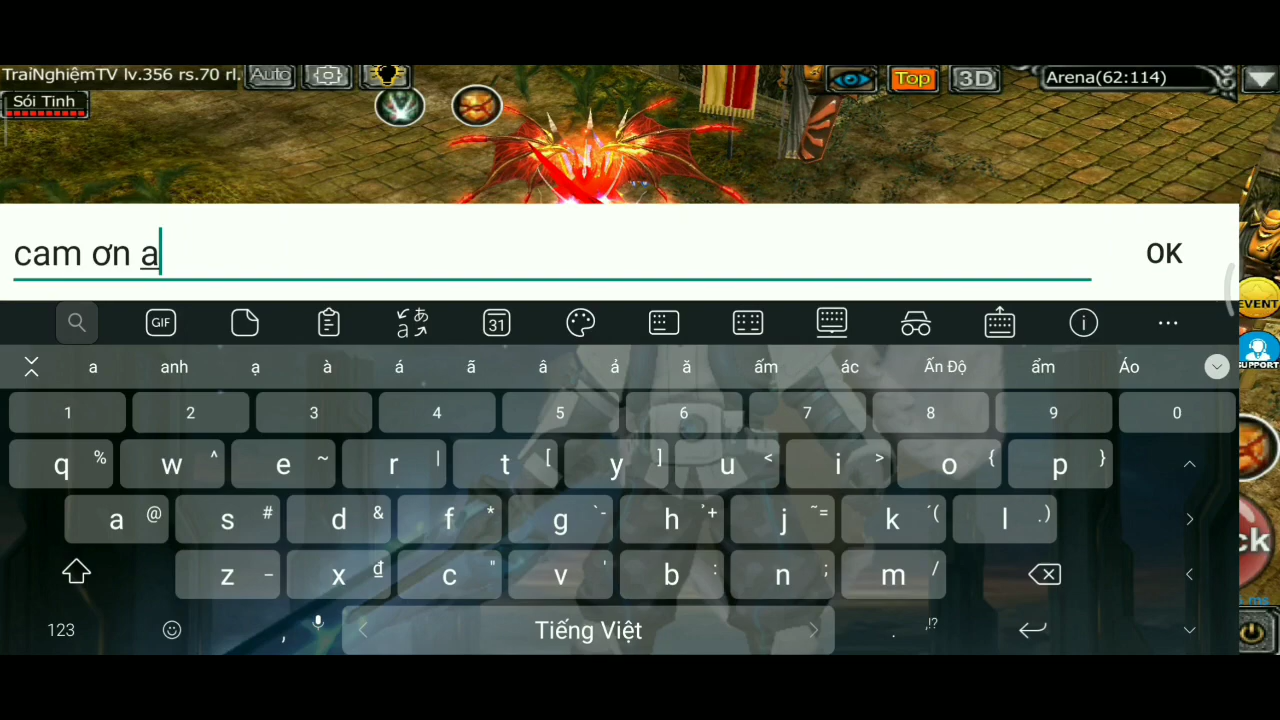 TraiNghiệmTV lv.356 rs.70 rl. Auto Top 3D Arena(62:114)
Sói Tinh
cam ơn a OK
GIF 31
a anh ạ à á ã â ả ă ấm ác Ấn Độ ẩm Áo
1 2 3 4 5 6 7 8 9 0
q % w ^ e ~ r | t [ y ] u < i > o { p }
a @ s # d & f * g `- h ̉+ j ~= k ´( l .)
z _ x ₫ c " v ' b : n ; m /
123 , Tiếng Việt . ,!?
EVENT
SUPPORT
ck